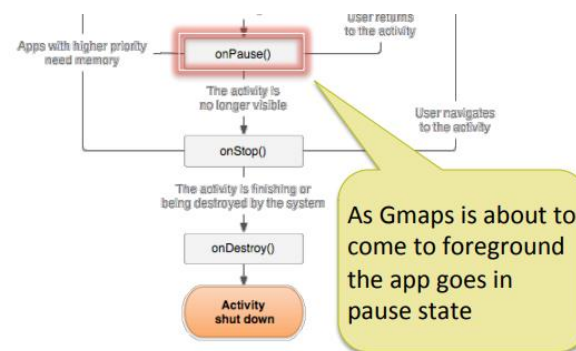 User returns
to the activity
Apps with higher priority
need memory
onPause()
The activity is
no longer visible
User navigates
to the activity
onStop()
The activity is finishing or
being destroyed by the system
onDestroy()
Activity
shut down
As Gmaps is about to
come to foreground
the app goes in
pause state